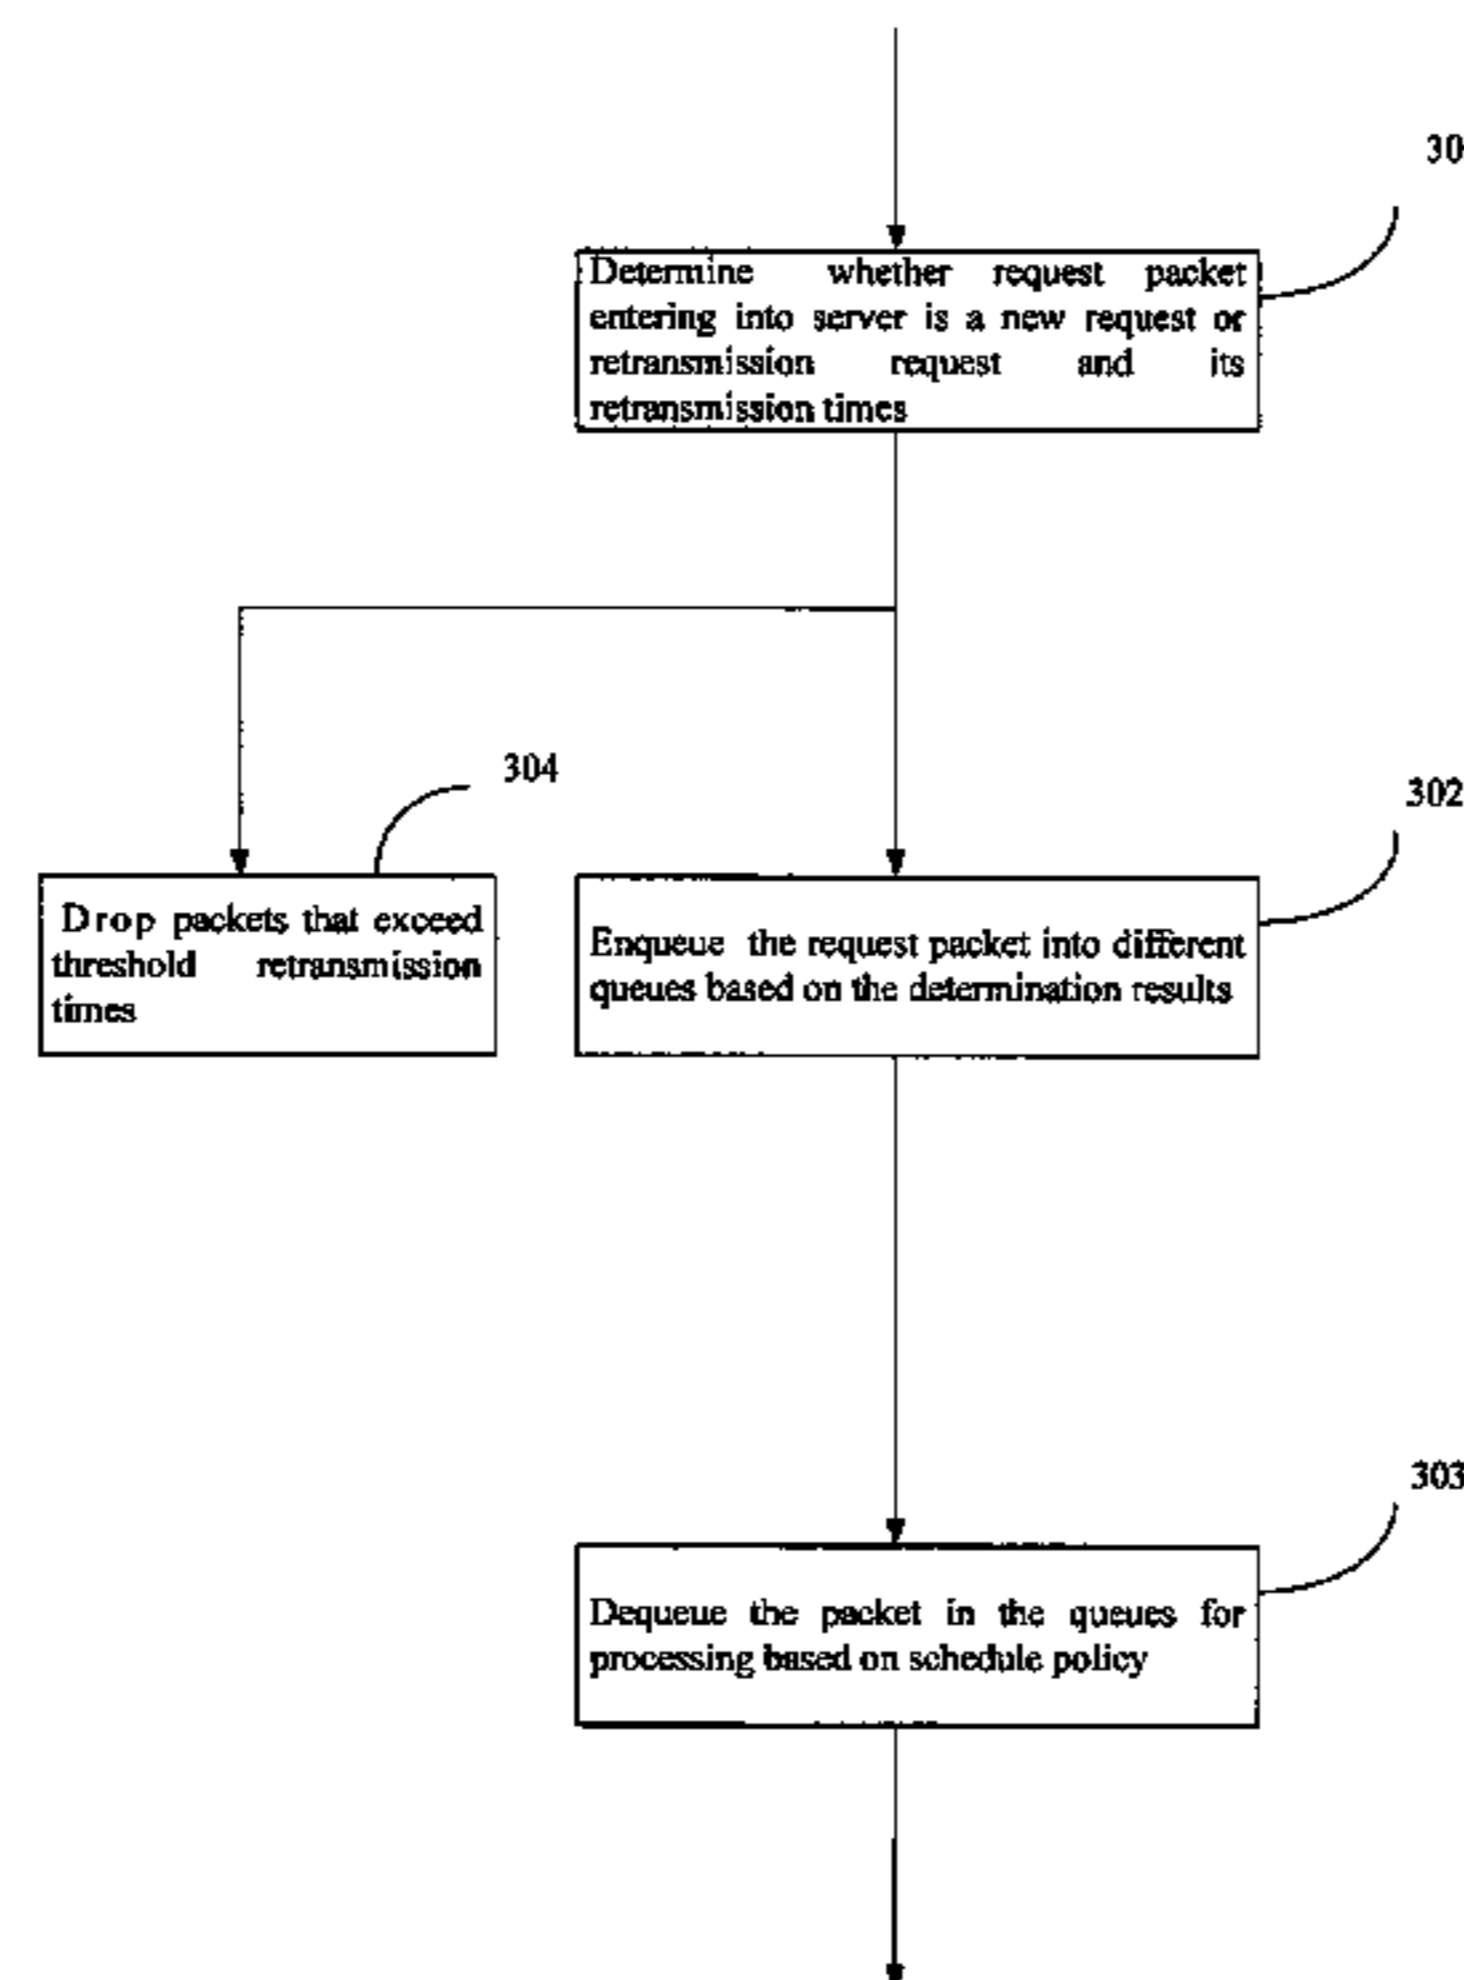 30
Determine whether request packet
entering into server is a new request or
retransmission request and its
retransmission times
304
302
Drop packets that exceed
threshold retransmission
times
Enqueue the request packet into different
queues based on the determination results
303
Dequeue the packet in the queues for
processing based on schedule policy